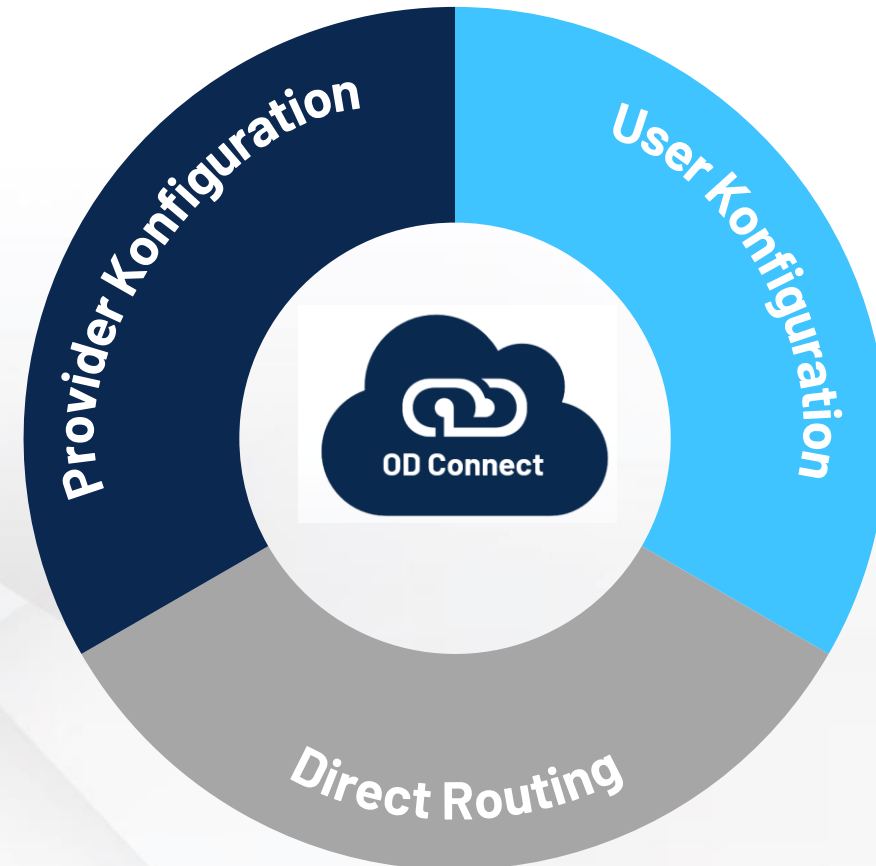 Provider Konfiguration
User Konfiguration
OD Connect
Direct Routing